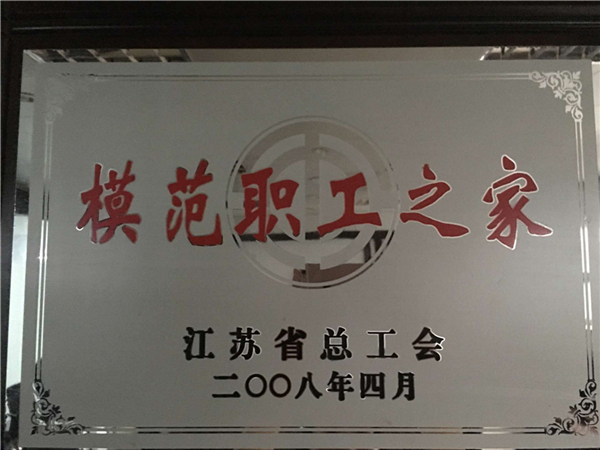 模范职工之家
江苏省总工会
二〇〇八年四月